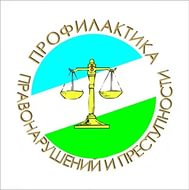 ПРОФИЛАКТИКА
ПРАВОНАРУШЕНИЙ И ПРЕСТУПНОСТИ